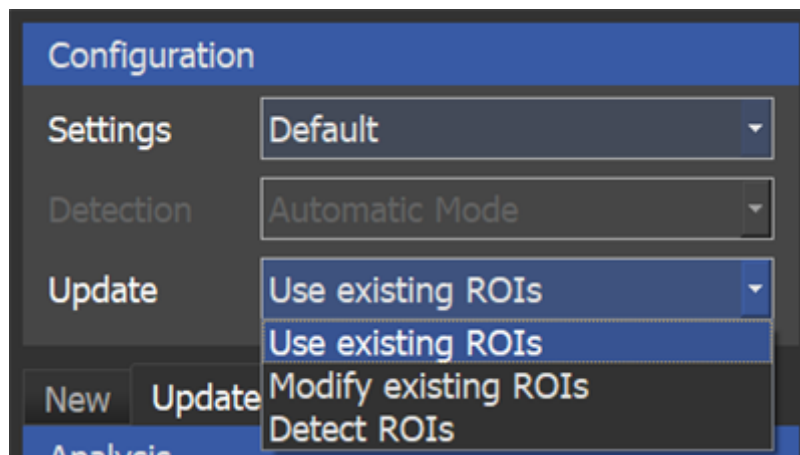 Configuration
Settings Default
Detection Automatic Mode
Update Use existing ROIs
Use existing ROIs
Modify existing ROIs
Detect ROIs
New Update
Analysis